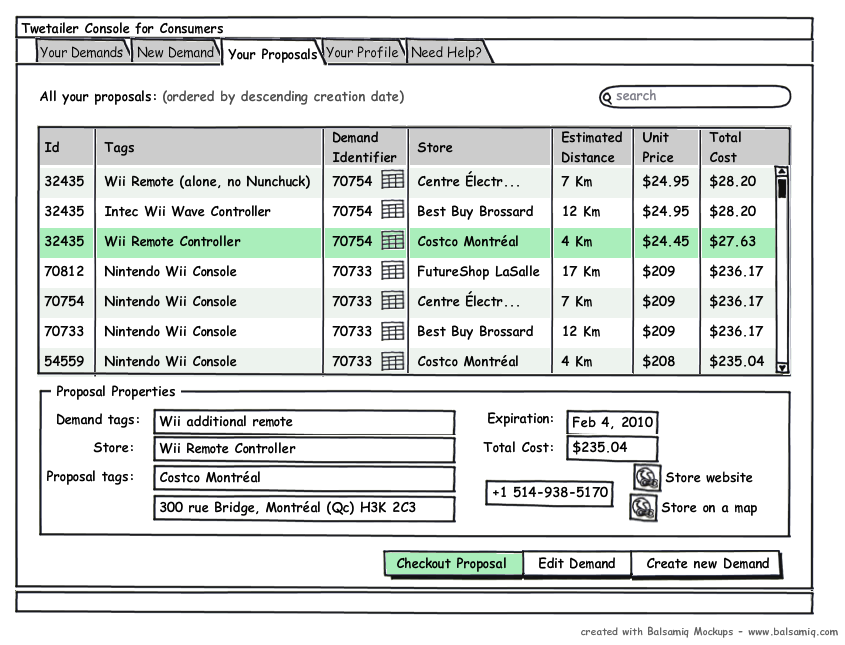 Twetailer Console for Consumers
Your Demands New Demand Your Proposals Your Profile Need Help?
All your proposals: (ordered by descending creation date) search
Id Tags Demand Identifier Store Estimated Distance Unit Price Total Cost
32435 Wii Remote (alone, no Nunchuck) 70754 Centre Électr... 7 Km $24.95 $28.20
32435 Intec Wii Wave Controller 70754 Best Buy Brossard 12 Km $24.95 $28.20
32435 Wii Remote Controller 70754 Costco Montréal 4 Km $24.45 $27.63
70812 Nintendo Wii Console 70733 FutureShop LaSalle 17 Km $209 $236.17
70754 Nintendo Wii Console 70733 Centre Électr... 7 Km $209 $236.17
70733 Nintendo Wii Console 70733 Best Buy Brossard 12 Km $209 $236.17
54559 Nintendo Wii Console 70733 Costco Montréal 4 Km $208 $235.04
Proposal Properties
Demand tags: Wii additional remote Expiration: Feb 4, 2010
Store: Wii Remote Controller Total Cost: $235.04
Proposal tags: Costco Montréal Store website
300 rue Bridge, Montréal (Qc) H3K 2C3 +1 514-938-5170 Store on a map
Checkout Proposal Edit Demand Create new Demand
created with Balsamiq Mockups - www.balsamiq.com